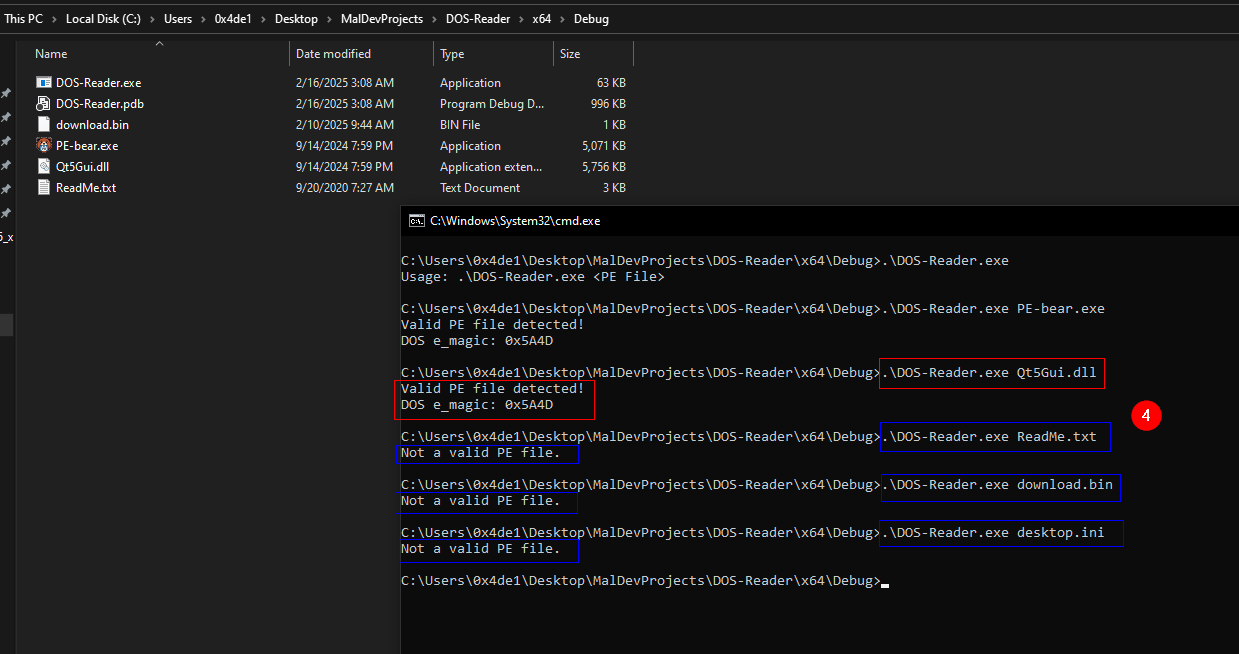 This PC > Local Disk (C:) > Users > 0x4de1 > Desktop > MalDevProjects > DOS-Reader > x64 > Debug
Name Date modified Type Size
DOS-Reader.exe 2/16/2025 3:08 AM Application 63 KB
DOS-Reader.pdb 2/16/2025 3:08 AM Program Debug D... 996 KB
download.bin 2/10/2025 9:44 AM BIN File 1 KB
PE-bear.exe 9/14/2024 7:59 PM Application 5,071 KB
Qt5Gui.dll 9/14/2024 7:59 PM Application exten... 5,756 KB
ReadMe.txt 9/20/2020 7:27 AM Text Document 3 KB
5_x
C:\Windows\System32\cmd.exe
C:\Users\0x4de1\Desktop\MalDevProjects\DOS-Reader\x64\Debug>.\DOS-Reader.exe
Usage: .\DOS-Reader.exe <PE File>
C:\Users\0x4de1\Desktop\MalDevProjects\DOS-Reader\x64\Debug>.\DOS-Reader.exe PE-bear.exe
Valid PE file detected!
DOS e_magic: 0x5A4D
C:\Users\0x4de1\Desktop\MalDevProjects\DOS-Reader\x64\Debug>.\DOS-Reader.exe Qt5Gui.dll
Valid PE file detected!
DOS e_magic: 0x5A4D
4
C:\Users\0x4de1\Desktop\MalDevProjects\DOS-Reader\x64\Debug>.\DOS-Reader.exe ReadMe.txt
Not a valid PE file.
C:\Users\0x4de1\Desktop\MalDevProjects\DOS-Reader\x64\Debug>.\DOS-Reader.exe download.bin
Not a valid PE file.
C:\Users\0x4de1\Desktop\MalDevProjects\DOS-Reader\x64\Debug>.\DOS-Reader.exe desktop.ini
Not a valid PE file.
C:\Users\0x4de1\Desktop\MalDevProjects\DOS-Reader\x64\Debug>